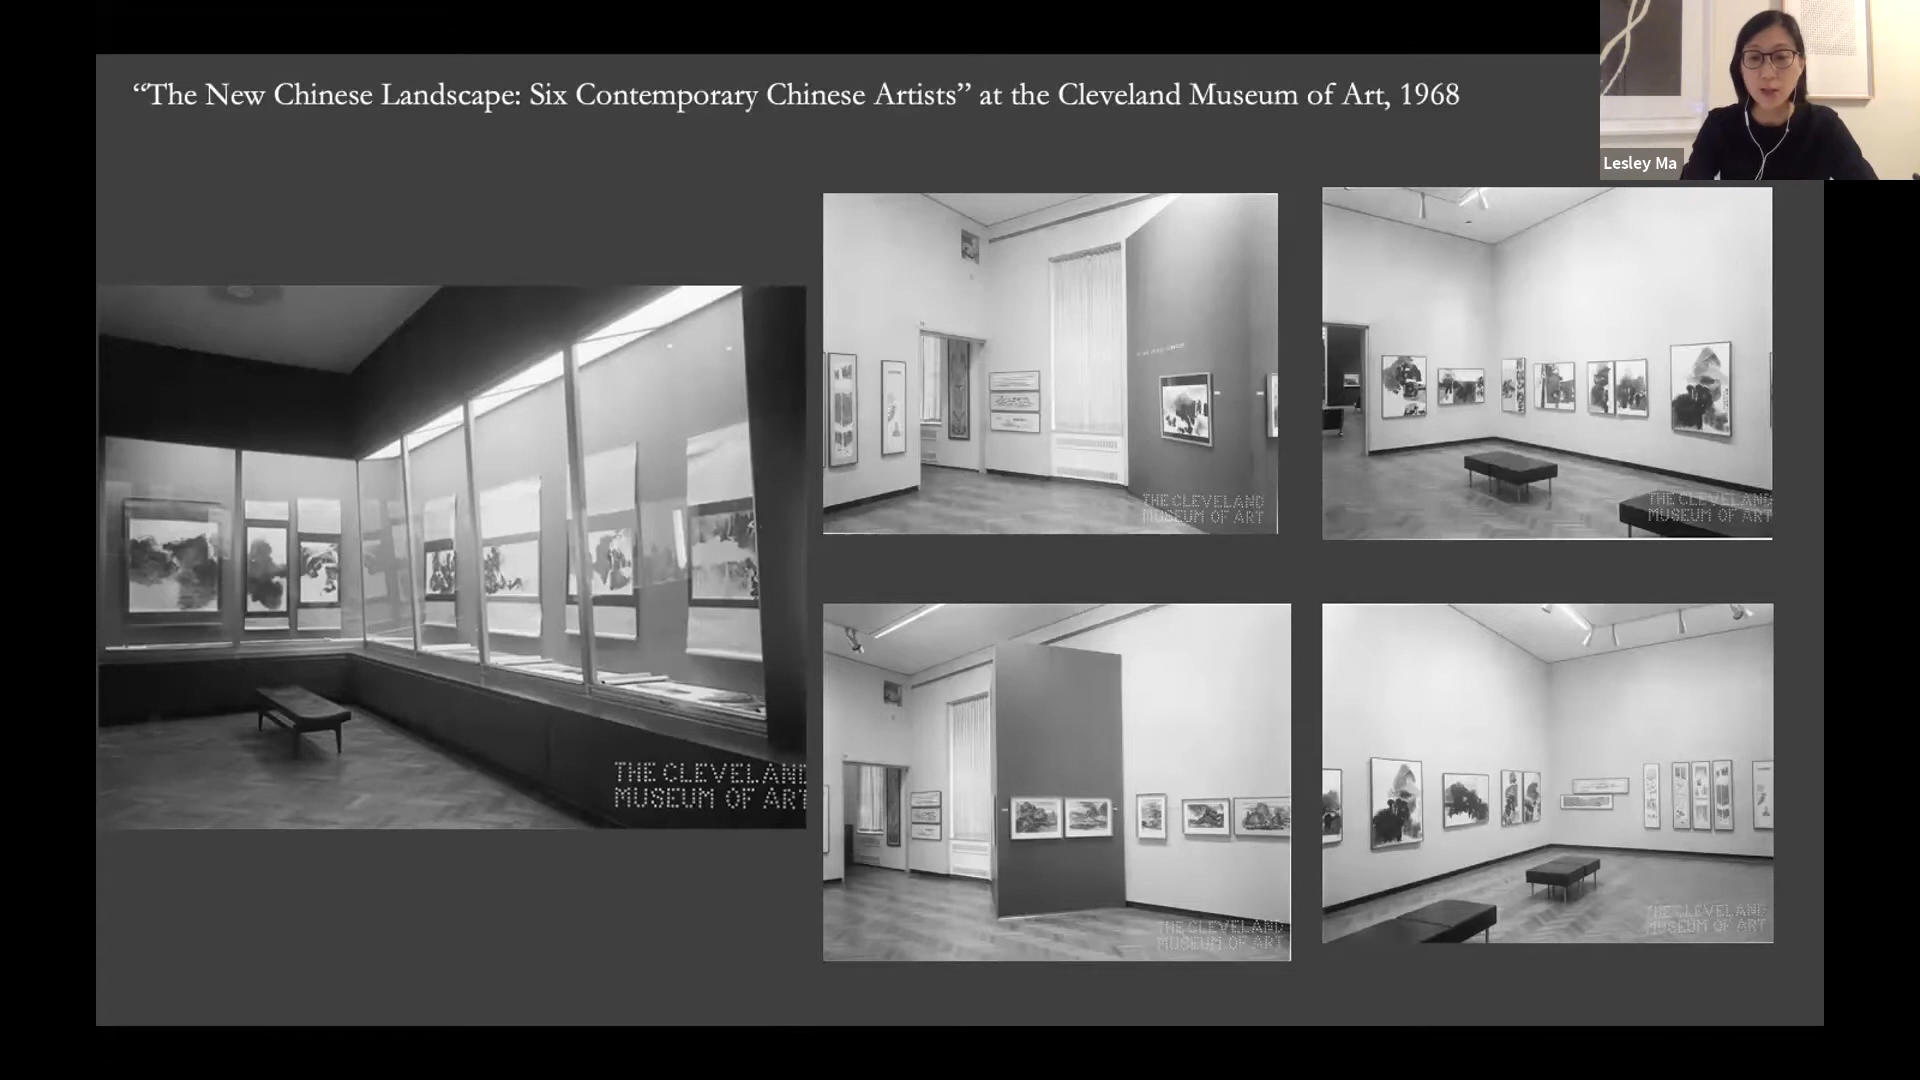 “The New Chinese Landscape: Six Contemporary Chinese Artists” at the Cleveland Museum of Art, 1968
Lesley Ma
THE CLEVELAND
MUSEUM OF ART
THE CLEVELAND
MUSEUM OF ART
THE CLEVELAND
MUSEUM OF ART
THE CLEVELAND
MUSEUM OF ART
THE CLEVELAND
MUSEUM OF ART